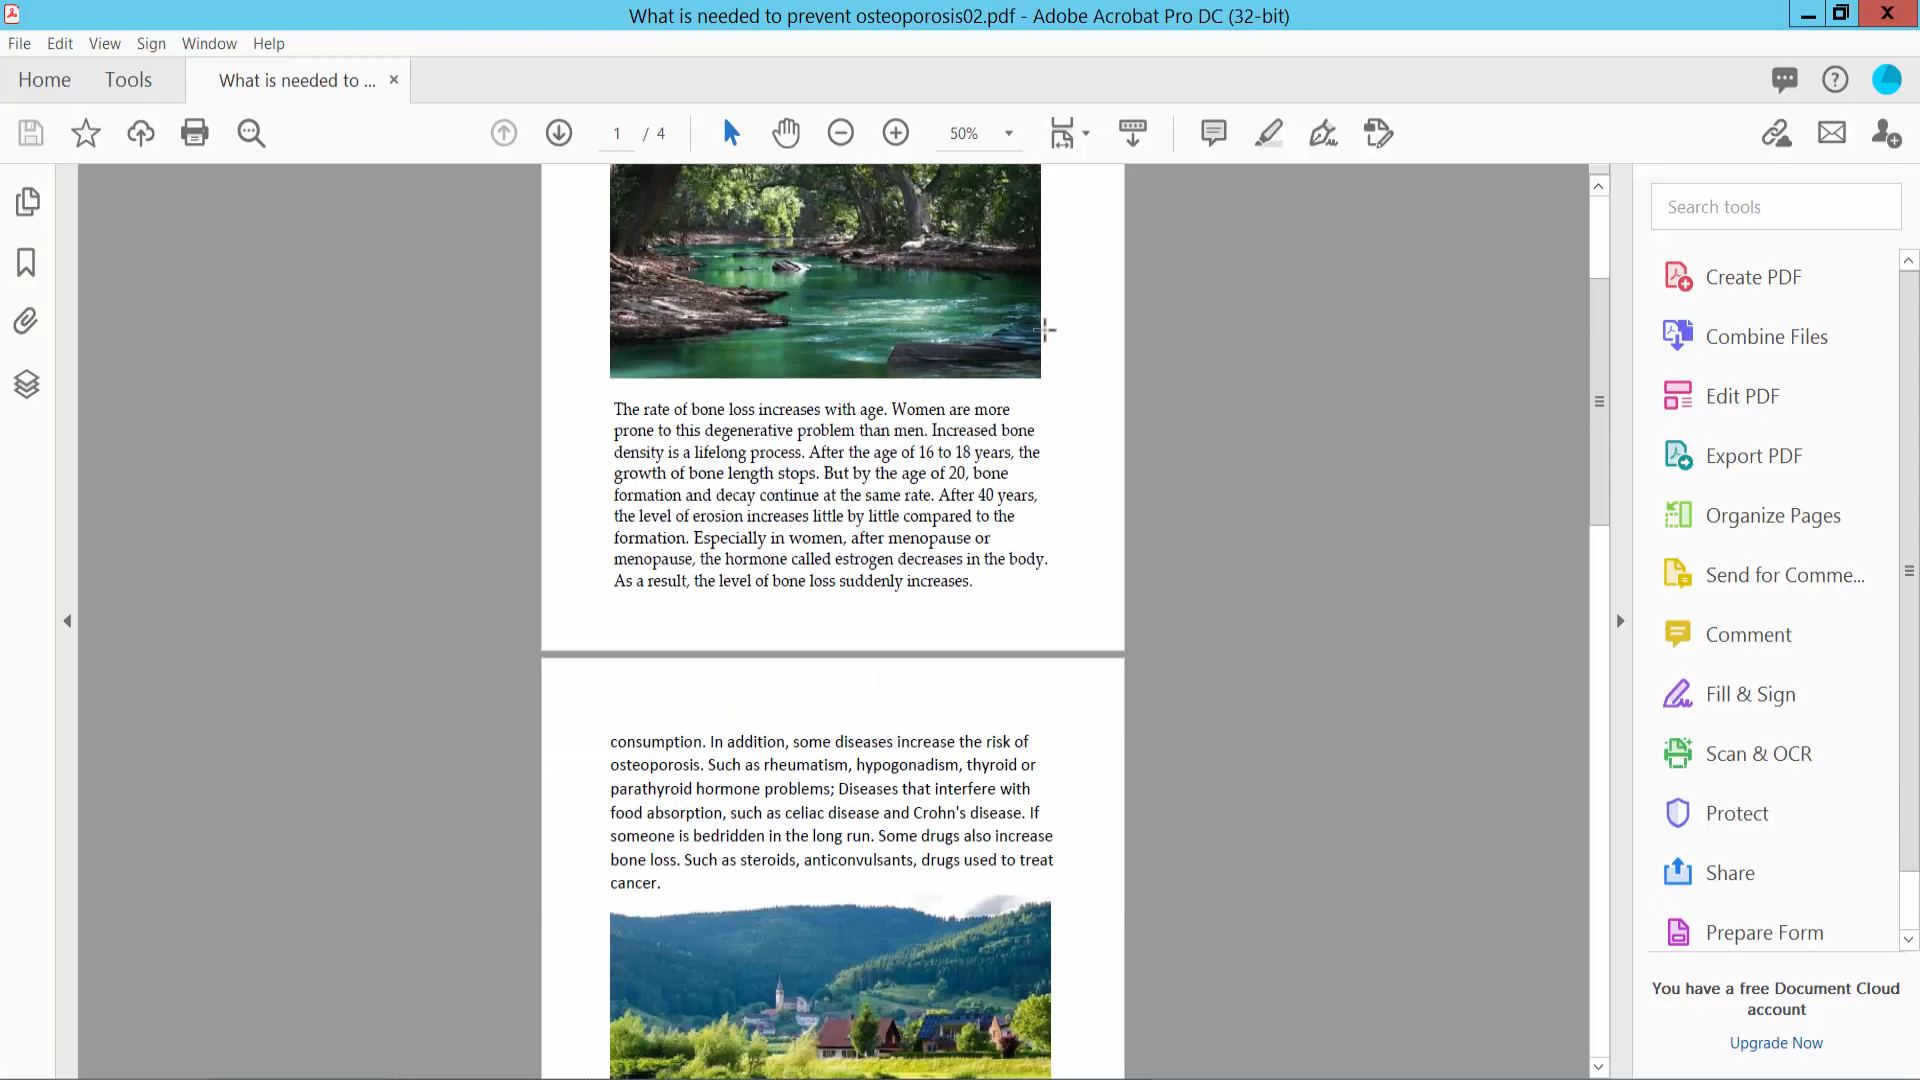 What is needed to prevent osteoporosis02.pdf - Adobe Acrobat Pro DC (32-bit)
File Edit View Sign Window Help
Home Tools What is needed to ... ×
1 / 4 50%
Search tools
Create PDF
Combine Files
Edit PDF
Export PDF
Organize Pages
Send for Comme...
Comment
Fill & Sign
Scan & OCR
Protect
Share
Prepare Form
You have a free Document Cloud
account
Upgrade Now
The rate of bone loss increases with age. Women are more
prone to this degenerative problem than men. Increased bone
density is a lifelong process. After the age of 16 to 18 years, the
growth of bone length stops. But by the age of 20, bone
formation and decay continue at the same rate. After 40 years,
the level of erosion increases little by little compared to the
formation. Especially in women, after menopause or
menopause, the hormone called estrogen decreases in the body.
As a result, the level of bone loss suddenly increases.
consumption. In addition, some diseases increase the risk of
osteoporosis. Such as rheumatism, hypogonadism, thyroid or
parathyroid hormone problems; Diseases that interfere with
food absorption, such as celiac disease and Crohn's disease. If
someone is bedridden in the long run. Some drugs also increase
bone loss. Such as steroids, anticonvulsants, drugs used to treat
cancer.